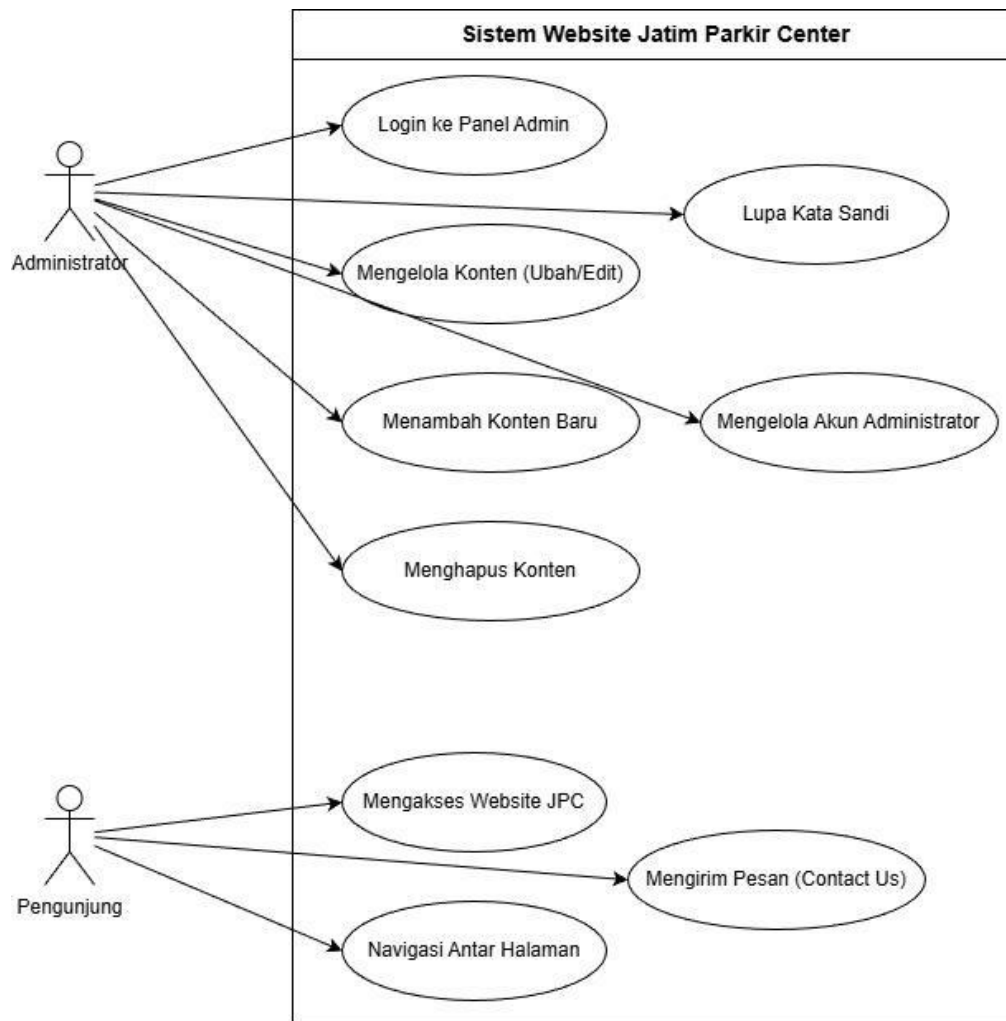 Sistem Website Jatim Parkir Center
Login ke Panel Admin
Lupa Kata Sandi
Administrator
Mengelola Konten (Ubah/Edit)
Menambah Konten Baru
Mengelola Akun Administrator
Menghapus Konten
Mengakses Website JPC
Mengirim Pesan (Contact Us)
Pengunjung
Navigasi Antar Halaman